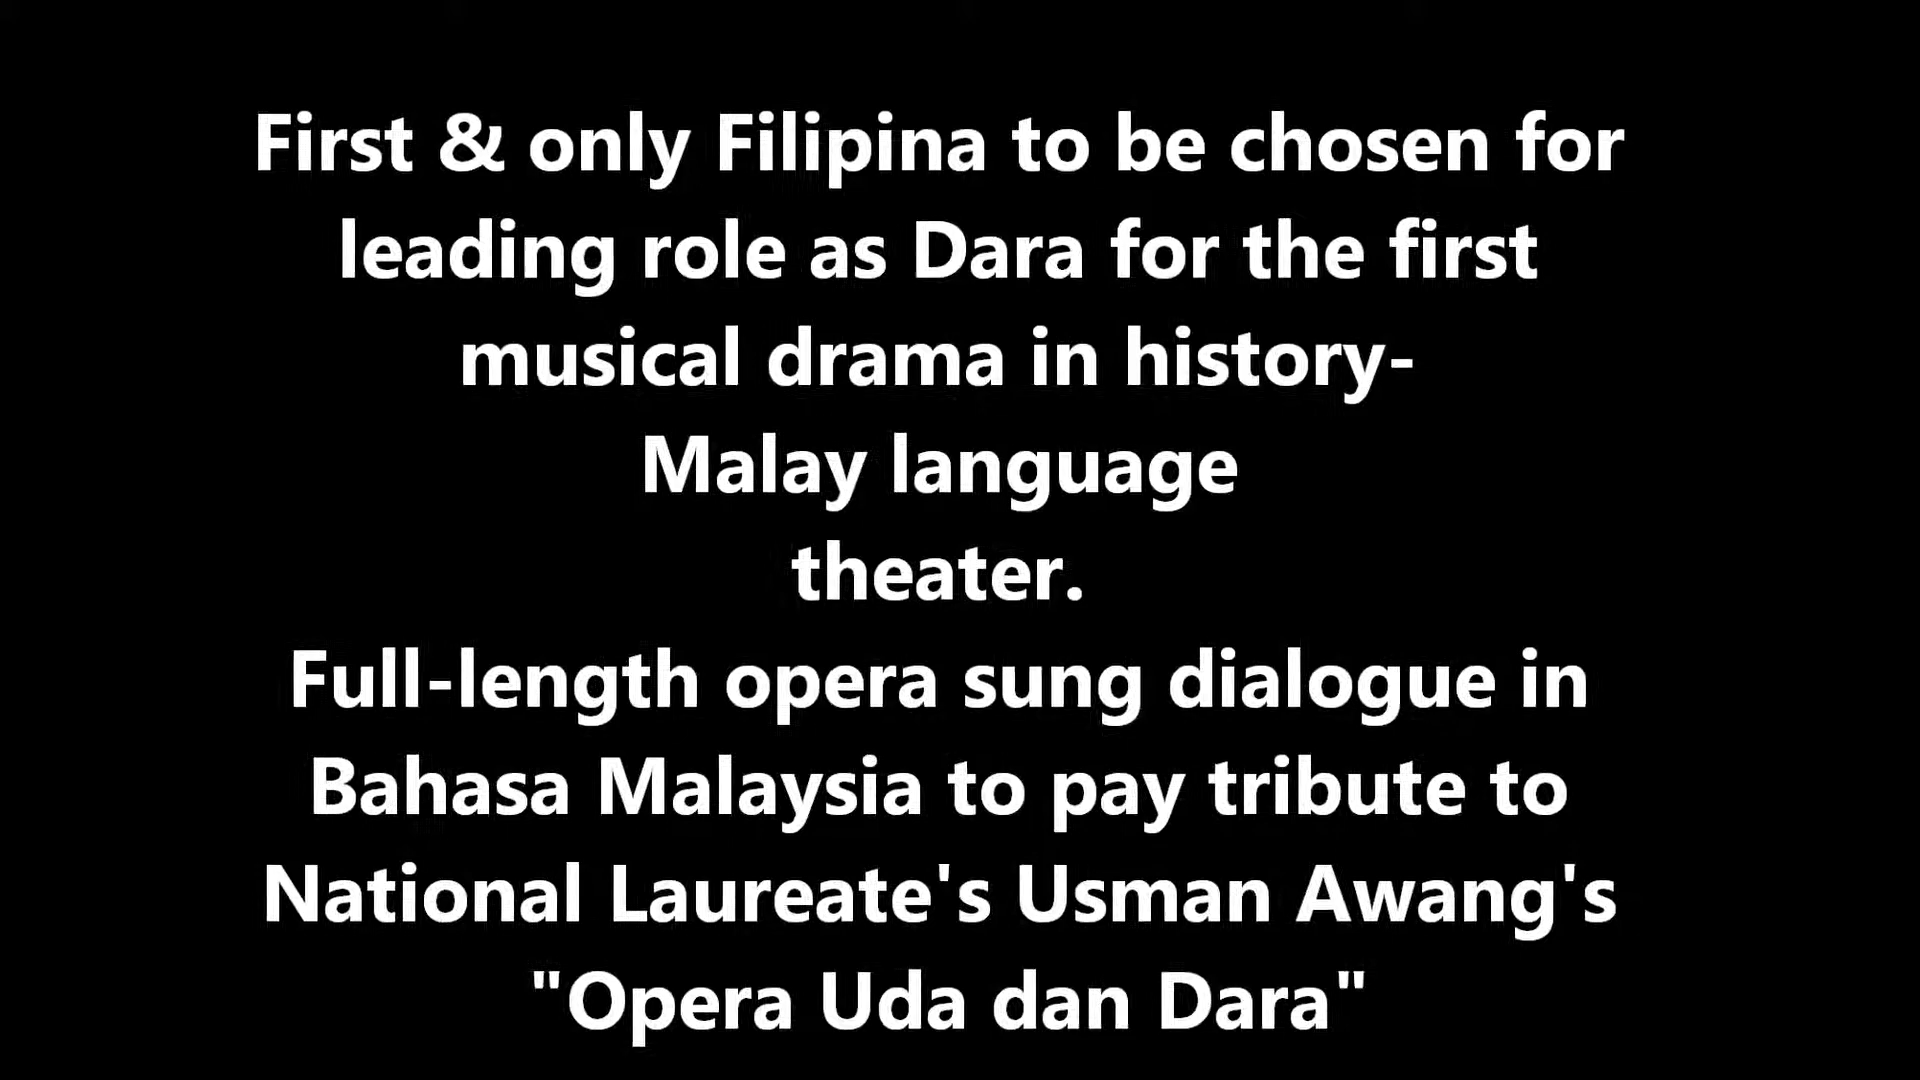 First & only Filipina to be chosen for
leading role as Dara for the first
musical drama in history-
Malay language
theater.
Full-length opera sung dialogue in
Bahasa Malaysia to pay tribute to
National Laureate's Usman Awang's
"Opera Uda dan Dara"